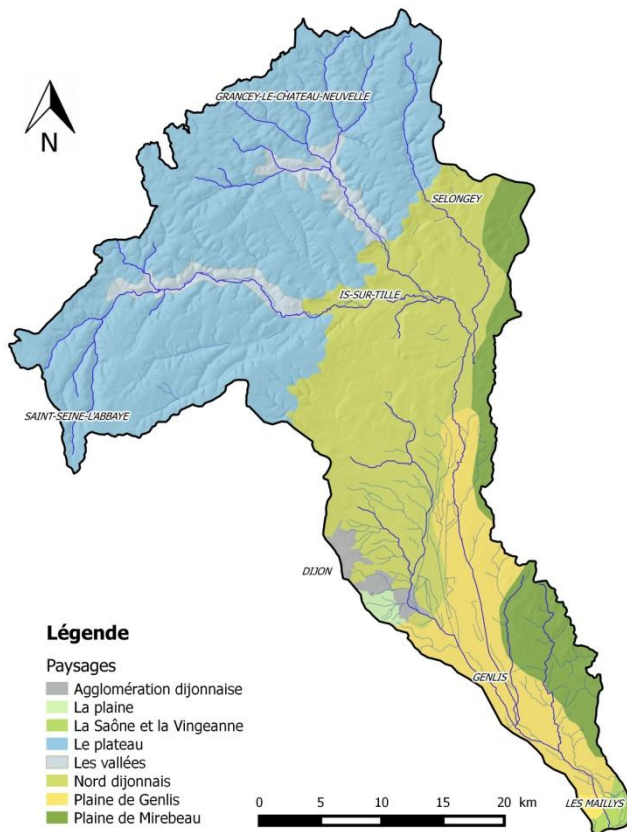 GRANCEY-LE-CHATEAU-NEUVELLE
N
SELONGEY
IS-SUR-TILLE
SAINT-SEINE-L'ABBAYE
DIJON
GENLIS
LES MAILLYS
Légende
Paysages
Agglomération dijonnaise
La plaine
La Saône et la Vingeanne
Le plateau
Les vallées
Nord dijonnais
Plaine de Genlis
Plaine de Mirebeau
0 5 10 15 20 km